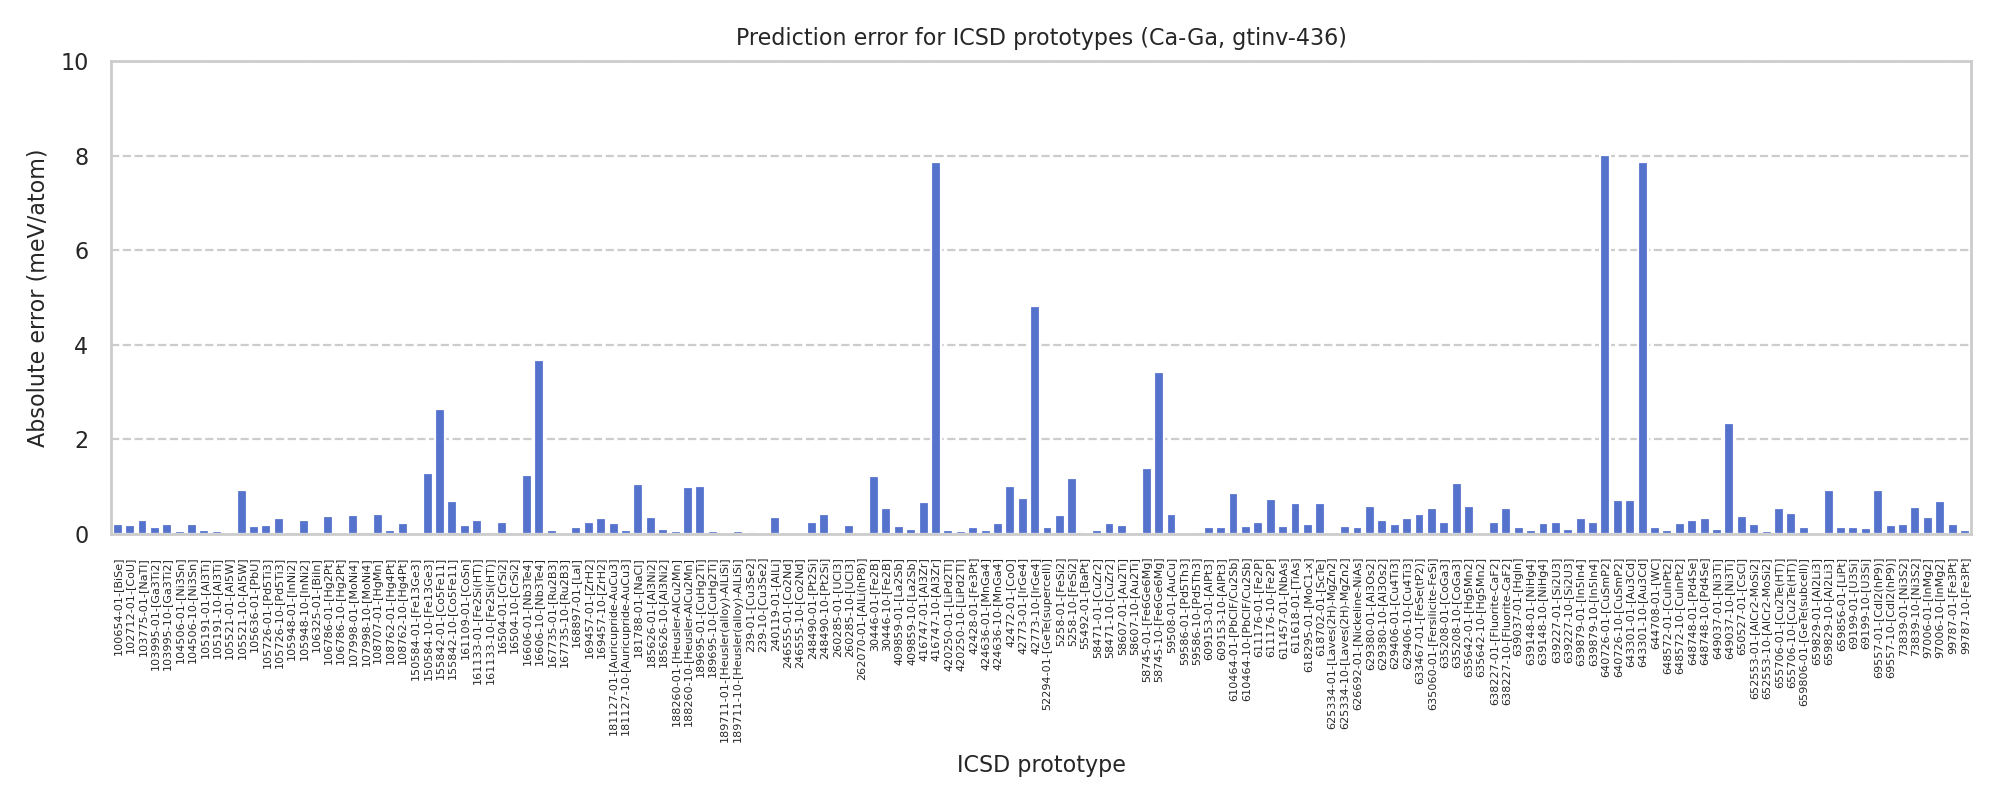 Prediction error for ICSD prototypes (Ca-Ga, gtinv-436)
Absolute error (meV/atom)
10
8
6
4
2
0
100654-01-[BiSe]
102712-01-[CoU]
103775-01-[NaTl]
103995-01-[Ga3Ti2]
103995-10-[Ga3Ti2]
104506-01-[Ni3Sn]
104506-10-[Ni3Sn]
105191-01-[Al3Ti]
105191-10-[Al3Ti]
105521-01-[Al5W]
105521-10-[Al5W]
105636-01-[PbU]
105726-01-[Pd5Ti3]
105726-10-[Pd5Ti3]
105948-01-[InNi2]
105948-10-[InNi2]
106325-01-[BiIn]
106786-01-[Hg2Pt]
106786-10-[Hg2Pt]
107998-01-[MoNi4]
107998-10-[MoNi4]
108707-01-[HgMn]
108762-01-[Hg4Pt]
108762-10-[Hg4Pt]
150584-01-[Fe13Ge3]
150584-10-[Fe13Ge3]
155842-01-[Co5Fe11]
155842-10-[Co5Fe11]
161109-01-[CoSn]
161133-01-[Fe2Si(HT)]
161133-10-[Fe2Si(HT)]
16504-01-[CrSi2]
16504-10-[CrSi2]
16606-01-[Nb3Te4]
16606-10-[Nb3Te4]
167735-01-[Ru2B3]
167735-10-[Ru2B3]
168897-01-[LaI]
169457-01-[ZrH2]
169457-10-[ZrH2]
181127-01-[Auricupride-AuCu3]
181127-10-[Auricupride-AuCu3]
181788-01-[NaCl]
185626-01-[Al3Ni2]
185626-10-[Al3Ni2]
188260-01-[Heusler-AlCu2Mn]
188260-10-[Heusler-AlCu2Mn]
189695-01-[CuHg2Ti]
189695-10-[CuHg2Ti]
189711-01-[Heusler(alloy)-AlLiSi]
189711-10-[Heusler(alloy)-AlLiSi]
239-01-[Cu3Se2]
239-10-[Cu3Se2]
240119-01-[AlLi]
246555-01-[Co2Nd]
246555-10-[Co2Nd]
248490-01-[Pt2Si]
248490-10-[Pt2Si]
260285-01-[UCl3]
260285-10-[UCl3]
262070-01-[AlLi(hP8)]
30446-01-[Fe2B]
30446-10-[Fe2B]
409859-01-[La2Sb]
409859-10-[La2Sb]
416747-01-[Al3Zr]
416747-10-[Al3Zr]
420250-01-[LiPd2Tl]
420250-10-[LiPd2Tl]
42428-01-[Fe3Pt]
424636-01-[MnGa4]
424636-10-[MnGa4]
42472-01-[CoO]
42773-01-[IrGe4]
42773-10-[IrGe4]
52294-01-[GeTe(supercell)]
5258-01-[FeSi2]
5258-10-[FeSi2]
55492-01-[BaPt]
58471-01-[CuZr2]
58471-10-[CuZr2]
58607-01-[Au2Ti]
58607-10-[Au2Ti]
58745-01-[Fe6Ge6Mg]
58745-10-[Fe6Ge6Mg]
59508-01-[AuCu]
59586-01-[Pd5Th3]
59586-10-[Pd5Th3]
609153-01-[AlPt3]
609153-10-[AlPt3]
610464-01-[PbClF/Cu2Sb]
610464-10-[PbClF/Cu2Sb]
611176-01-[Fe2P]
611176-10-[Fe2P]
611457-01-[NbAs]
611618-01-[TiAs]
618295-01-[MoC1-x]
618702-01-[ScTe]
625334-01-[Laves(2H)-MgZn2]
625334-10-[Laves(2H)-MgZn2]
626692-01-[Nickeline-NiAs]
629380-01-[Al3Os2]
629380-10-[Al3Os2]
629406-01-[Cu4Ti3]
629406-10-[Cu4Ti3]
633467-01-[FeSe(tP2)]
635060-01-[Fersilicite-FeSi]
635208-01-[CoGa3]
635208-10-[CoGa3]
635642-01-[Hg5Mn2]
635642-10-[Hg5Mn2]
638227-01-[Fluorite-CaF2]
638227-10-[Fluorite-CaF2]
639037-01-[HgIn]
639148-01-[NiHg4]
639148-10-[NiHg4]
639227-01-[Si2U3]
639227-10-[Si2U3]
639879-01-[In5In4]
639879-10-[In5In4]
640726-01-[CuSmP2]
640726-10-[CuSmP2]
643301-01-[Au3Cd]
643301-10-[Au3Cd]
644708-01-[WC]
648572-01-[CuInPt2]
648572-10-[CuInPt2]
648748-01-[Pd4Se]
648748-10-[Pd4Se]
649037-01-[Ni3Ti]
649037-10-[Ni3Ti]
650527-01-[CsCl]
652553-01-[AlCr2-MoSi2]
652553-10-[AlCr2-MoSi2]
655706-01-[Cu2Te(HT)]
655706-10-[Cu2Te(HT)]
659806-01-[GeTe(subcell)]
659829-01-[Al2Li3]
659829-10-[Al2Li3]
659856-01-[LiPt]
69199-01-[U3Si]
69199-10-[U3Si]
69557-01-[CdI2(hP9)]
69557-10-[CdI2(hP9)]
73839-01-[Ni3S2]
73839-10-[Ni3S2]
97006-01-[InMg2]
97006-10-[InMg2]
99787-01-[Fe3Pt]
99787-10-[Fe3Pt]
ICSD prototype